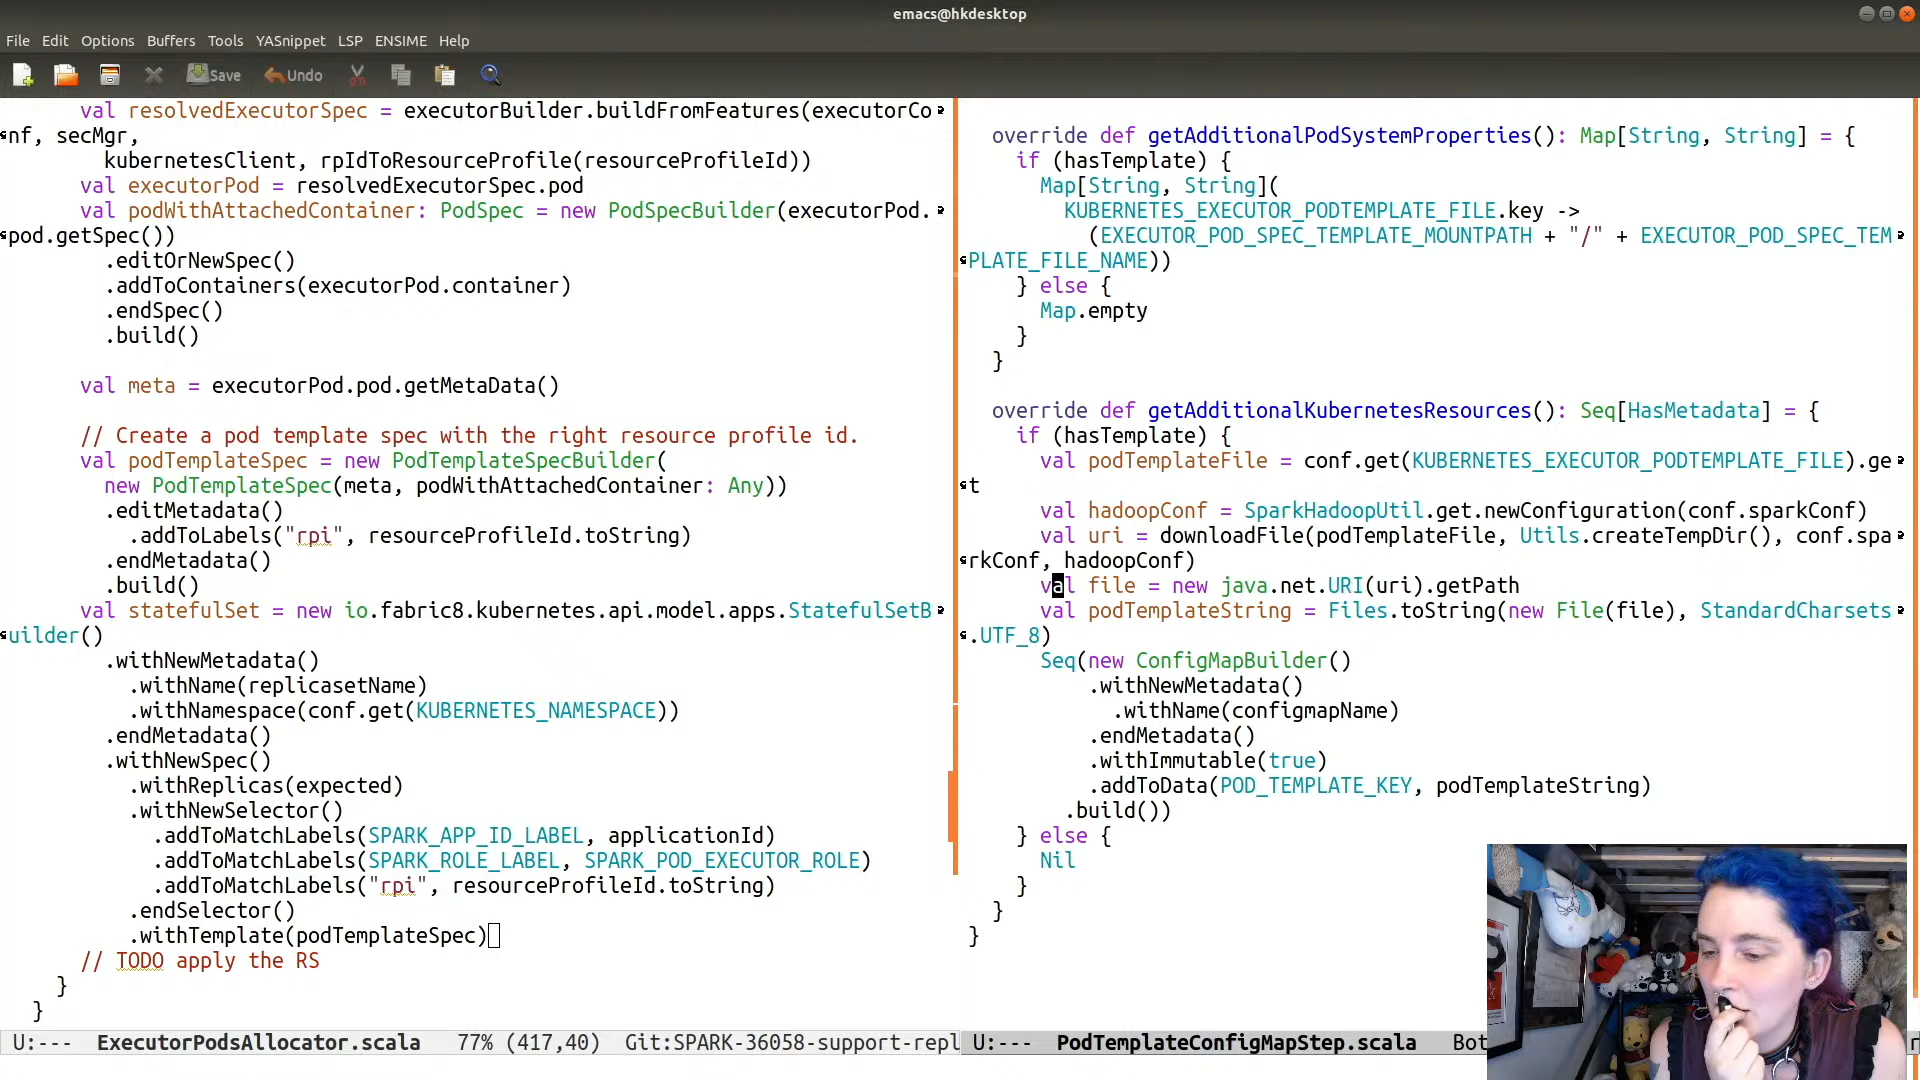 emacs@hkdesktop
File Edit Options Buffers Tools YASnippet LSP ENSIME Help
Save Undo
val resolvedExecutorSpec = executorBuilder.buildFromFeatures(executorCo
nf, secMgr,
kubernetesClient, rpIdToResourceProfile(resourceProfileId))
val executorPod = resolvedExecutorSpec.pod
val podWithAttachedContainer: PodSpec = new PodSpecBuilder(executorPod.
pod.getSpec())
.editOrNewSpec()
.addToContainers(executorPod.container)
.endSpec()
.build()
val meta = executorPod.pod.getMetaData()
// Create a pod template spec with the right resource profile id.
val podTemplateSpec = new PodTemplateSpecBuilder(
new PodTemplateSpec(meta, podWithAttachedContainer: Any))
.editMetadata()
.addToLabels("rpi", resourceProfileId.toString)
.endMetadata()
.build()
val statefulSet = new io.fabric8.kubernetes.api.model.apps.StatefulSetB
uilder()
.withNewMetadata()
.withName(replicasetName)
.withNamespace(conf.get(KUBERNETES_NAMESPACE))
.endMetadata()
.withNewSpec()
.withReplicas(expected)
.withNewSelector()
.addToMatchLabels(SPARK_APP_ID_LABEL, applicationId)
.addToMatchLabels(SPARK_ROLE_LABEL, SPARK_POD_EXECUTOR_ROLE)
.addToMatchLabels("rpi", resourceProfileId.toString)
.endSelector()
.withTemplate(podTemplateSpec)
// TODO apply the RS
}
}
U:--- ExecutorPodsAllocator.scala 77% (417,40) Git:SPARK-36058-support-repl
override def getAdditionalPodSystemProperties(): Map[String, String] = {
if (hasTemplate) {
Map[String, String](
KUBERNETES_EXECUTOR_PODTEMPLATE_FILE.key ->
(EXECUTOR_POD_SPEC_TEMPLATE_MOUNTPATH + "/" + EXECUTOR_POD_SPEC_TEM
PLATE_FILE_NAME))
} else {
Map.empty
}
}
override def getAdditionalKubernetesResources(): Seq[HasMetadata] = {
if (hasTemplate) {
val podTemplateFile = conf.get(KUBERNETES_EXECUTOR_PODTEMPLATE_FILE).ge
t
val hadoopConf = SparkHadoopUtil.get.newConfiguration(conf.sparkConf)
val uri = downloadFile(podTemplateFile, Utils.createTempDir(), conf.spa
rkConf, hadoopConf)
val file = new java.net.URI(uri).getPath
val podTemplateString = Files.toString(new File(file), StandardCharsets
.UTF_8)
Seq(new ConfigMapBuilder()
.withNewMetadata()
.withName(configmapName)
.endMetadata()
.withImmutable(true)
.addToData(POD_TEMPLATE_KEY, podTemplateString)
.build())
} else {
Nil
}
}
}
U:--- PodTemplateConfigMapStep.scala Bot